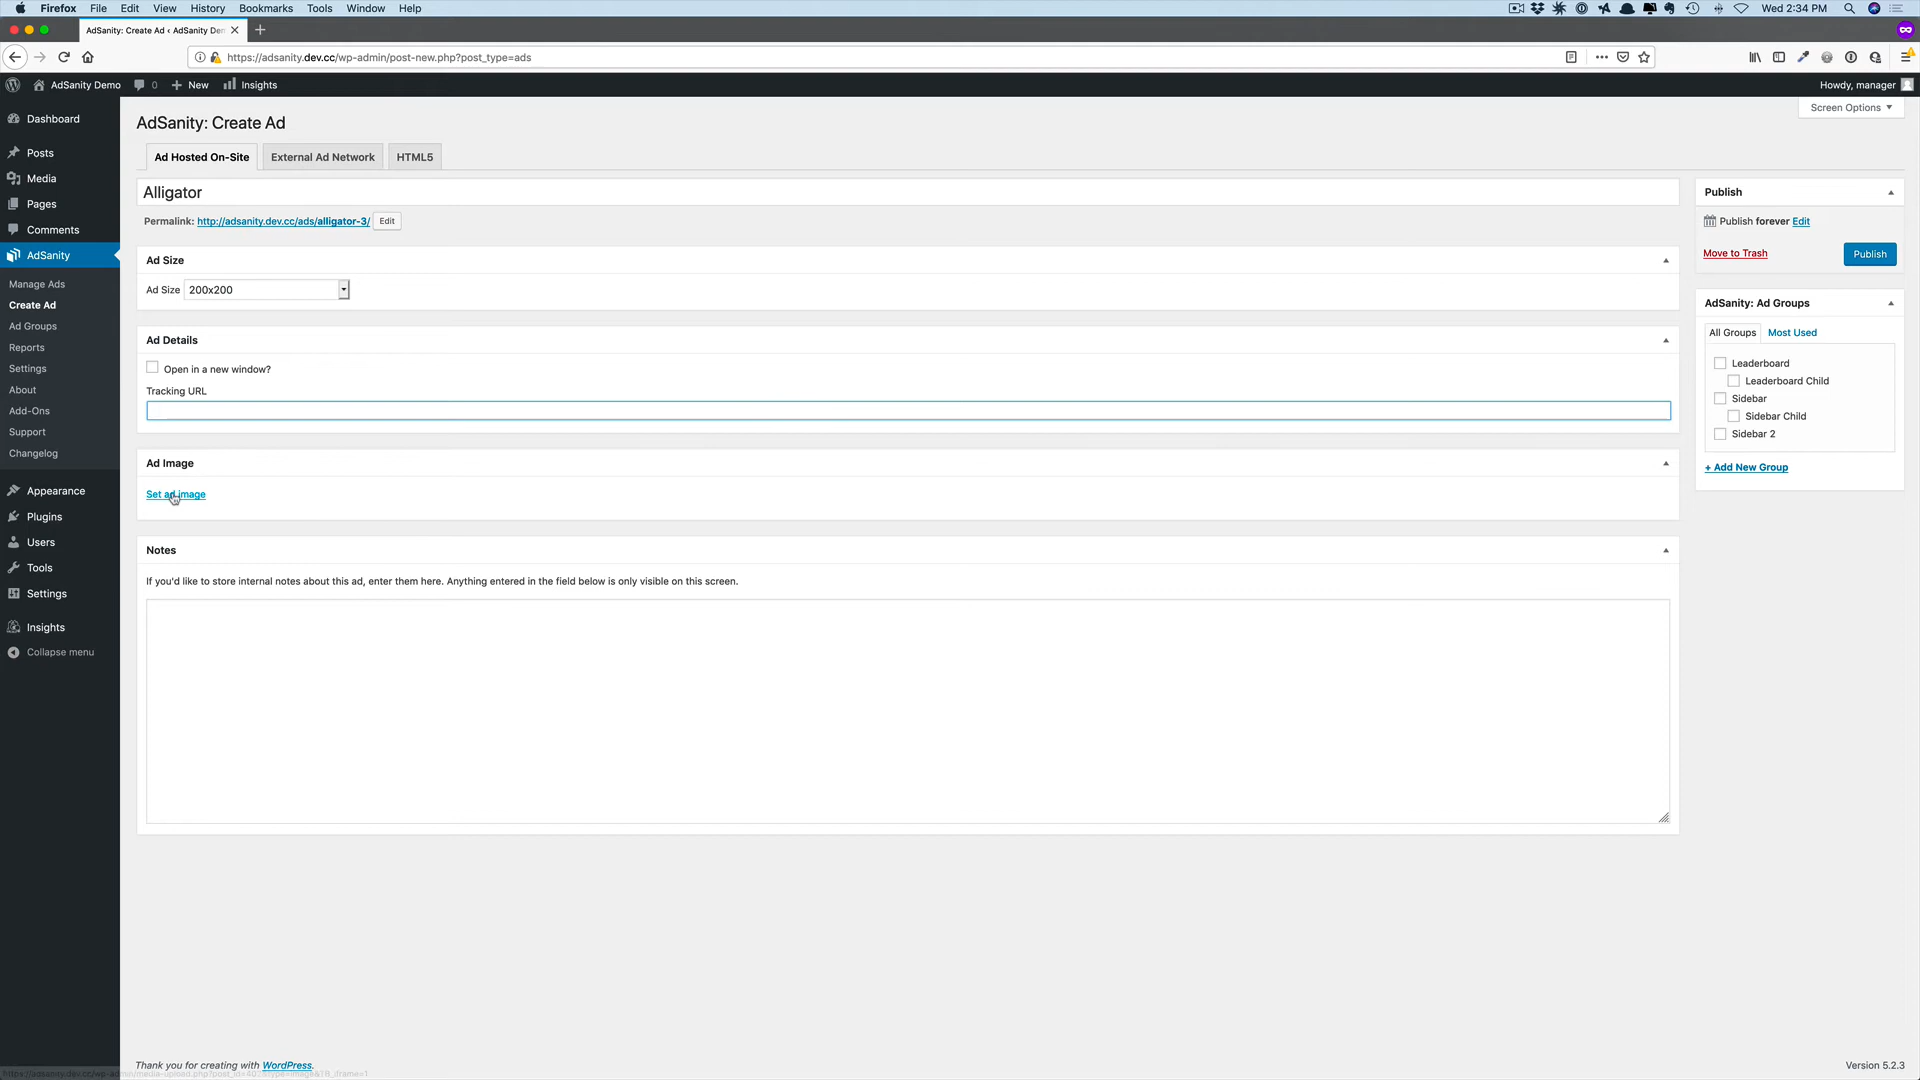 Firefox File Edit View History Bookmarks Tools Window Help Wed 2:34 PM
AdSanity: Create Ad ‹ AdSanity Den
https://adsanity.dev.cc/wp-admin/post-new.php?post_type=ads
AdSanity Demo 0 New Insights Howdy, manager
Screen Options
Dashboard
Posts
Media
Pages
Comments
AdSanity
Manage Ads
Create Ad
Ad Groups
Reports
Settings
About
Add-Ons
Support
Changelog
Appearance
Plugins
Users
Tools
Settings
Insights
Collapse menu
AdSanity: Create Ad
Ad Hosted On-Site External Ad Network HTML5
Alligator
Permalink: http://adsanity.dev.cc/ads/alligator-3/ Edit
Ad Size
Ad Size 200x200
Ad Details
Open in a new window?
Tracking URL
Ad Image
Set ad image
Notes
If you'd like to store internal notes about this ad, enter them here. Anything entered in the field below is only visible on this screen.
Publish
Publish forever Edit
Move to Trash Publish
AdSanity: Ad Groups
All Groups Most Used
Leaderboard
Leaderboard Child
Sidebar
Sidebar Child
Sidebar 2
+ Add New Group
Thank you for creating with WordPress.
Version 5.2.3